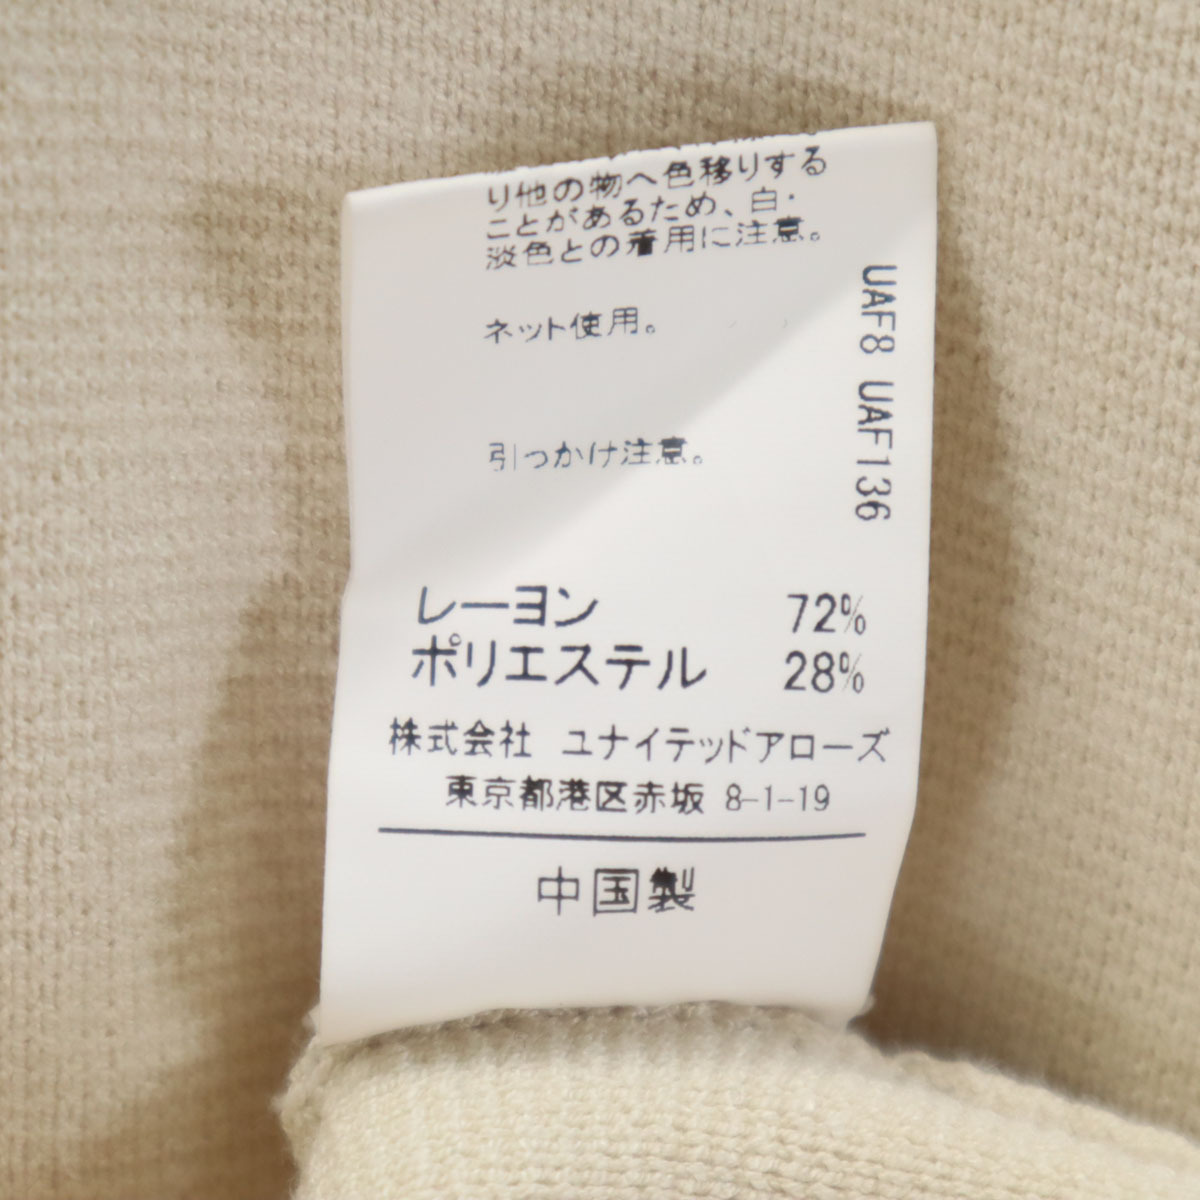 り他の物へ色移りする
ことがあるため、白・
淡色との着用に注意。
ネット使用。
引っかけ注意。
UAF8 UAF136
レーヨン 72%
ポリエステル 28%
株式会社 ユナイテッドアローズ
東京都港区赤坂 8-1-19
中国製